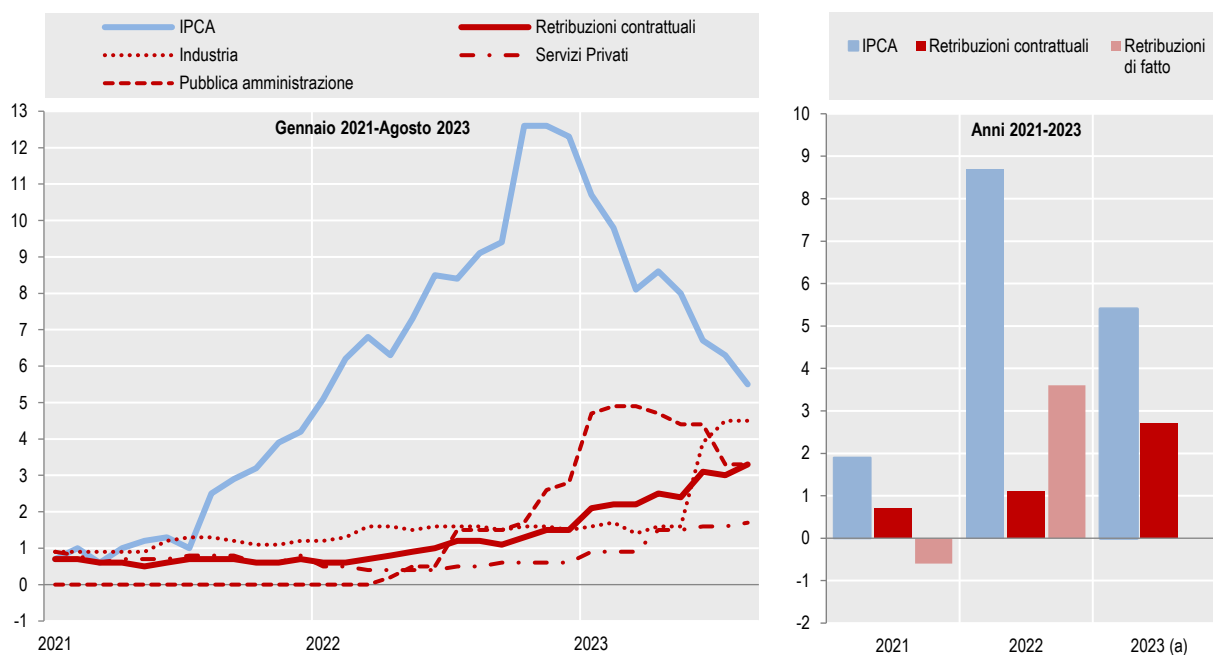 IPCA
Retribuzioni contrattuali
Industria
Servizi Privati
Pubblica amministrazione
Gennaio 2021-Agosto 2023
13
12
11
10
9
8
7
6
5
4
3
2
1
0
-1
2021
2022
2023
IPCA
Retribuzioni contrattuali
Retribuzioni
di fatto
Anni 2021-2023
10
9
8
7
6
5
4
3
2
1
0
-1
-2
2021
2022
2023 (a)